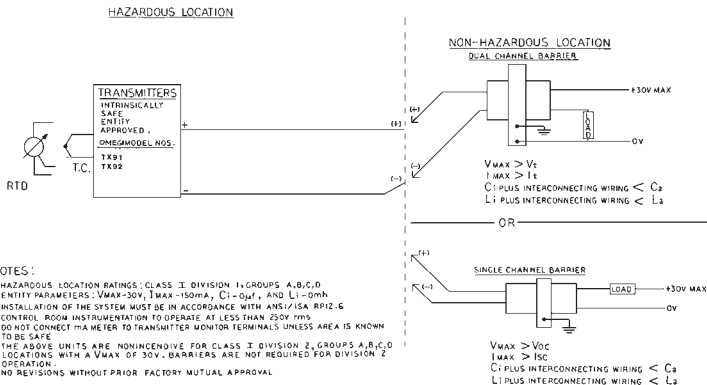 HAZARDOUS LOCATION
NON-HAZARDOUS LOCATION
DUAL CHANNEL BARRIER
TRANSMITTERS
INTRINSICALLY
SAFE
ENTITY
APPROVED.
OMEGA MODEL NOS.
TX91
TX92
+
-
RTD
T.C.
(+)
(-)
(+)
(-)
+30V MAX
LOAD
0V
VMAX > Vt
IMAX > It
Ci PLUS INTERCONNECTING WIRING < Ca
Li PLUS INTERCONNECTING WIRING < La
OR
(+)
(-)
SINGLE CHANNEL BARRIER
LOAD
+30V MAX
0V
VMAX > VOC
IMAX > ISC
Ci PLUS INTERCONNECTING WIRING < Ca
Li PLUS INTERCONNECTING WIRING < La
OTES:
HAZARDOUS LOCATION RATINGS: CLASS I DIVISION 1, GROUPS A,B,C,D
ENTITY PARAMETERS: VMAX-30V, IMAX-150mA, Ci-0µf, AND Li-0mh
INSTALLATION OF THE SYSTEM MUST BE IN ACCORDANCE WITH ANSI/ISA RP12.6
CONTROL ROOM INSTRUMENTATION TO OPERATE AT LESS THAN 250V rms
DO NOT CONNECT mA METER TO TRANSMITTER MONITOR TERMINALS UNLESS AREA IS KNOWN
TO BE SAFE
THE ABOVE UNITS ARE NONINCENDIVE FOR CLASS I DIVISION 2, GROUPS A,B,C,D
LOCATIONS WITH A VMAX OF 30V. BARRIERS ARE NOT REQUIRED FOR DIVISION 2
OPERATION.
NO REVISIONS WITHOUT PRIOR FACTORY MUTUAL APPROVAL